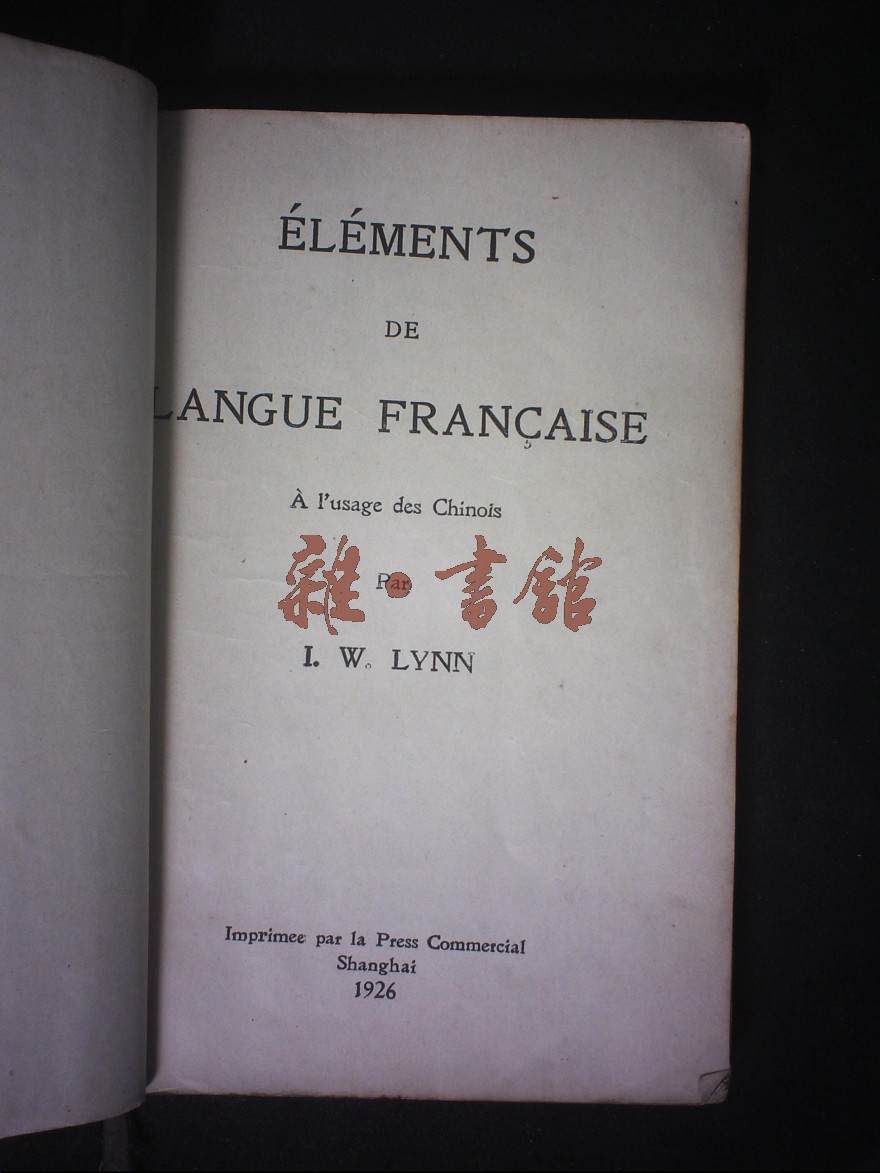 ÉLÉMENTS
DE
LANGUE FRANÇAISE
À l'usage des Chinois
Par
雜·書館
I. W. LYNN
Imprimee par la Press Commercial
Shanghai
1926